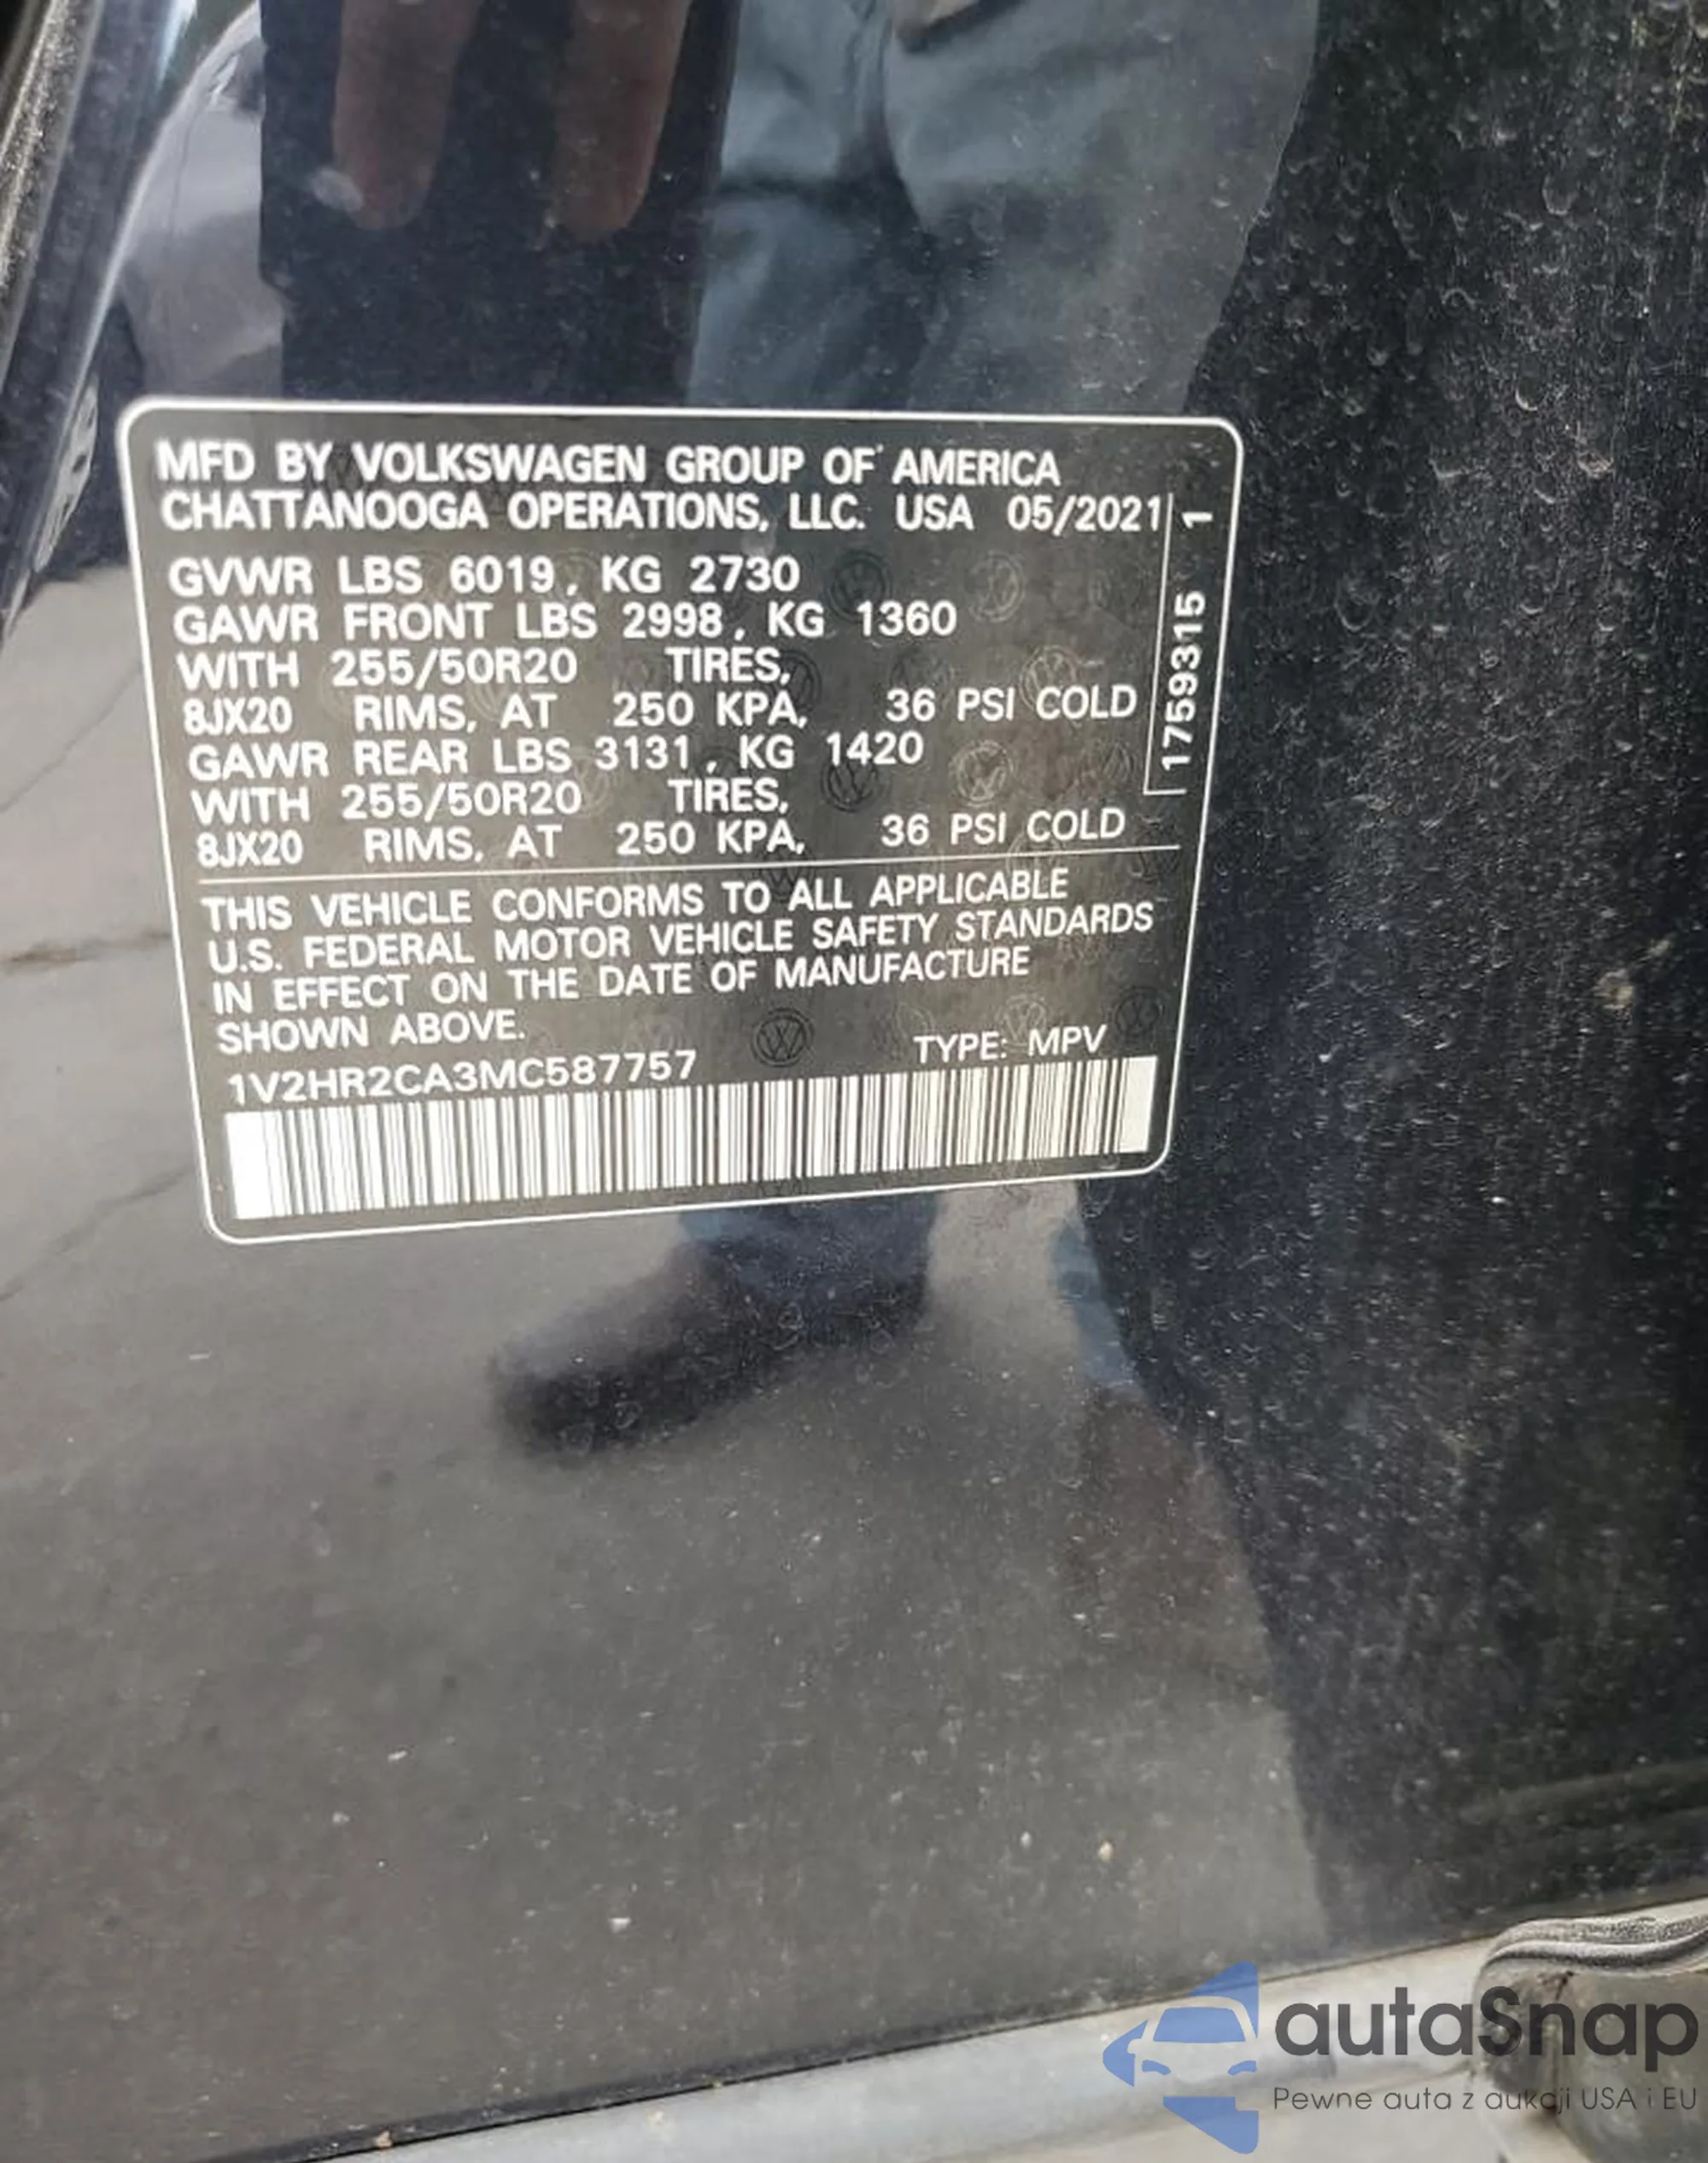 MFD BY VOLKSWAGEN GROUP OF AMERICA
CHATTANOOGA OPERATIONS, LLC. USA 05/2021
GVWR LBS 6019, KG 2730
GAWR FRONT LBS 2998, KG 1360
WITH 255/50R20 TIRES,
8JX20 RIMS, AT 250 KPA, 36 PSI COLD
GAWR REAR LBS 3131, KG 1420
WITH 255/50R20 TIRES,
8JX20 RIMS, AT 250 KPA, 36 PSI COLD
1759315 1
THIS VEHICLE CONFORMS TO ALL APPLICABLE
U.S. FEDERAL MOTOR VEHICLE SAFETY STANDARDS
IN EFFECT ON THE DATE OF MANUFACTURE
SHOWN ABOVE.
1V2HR2CA3MC587757 TYPE: MPV
autaSnap
Pewne auta z aukcji USA i EU